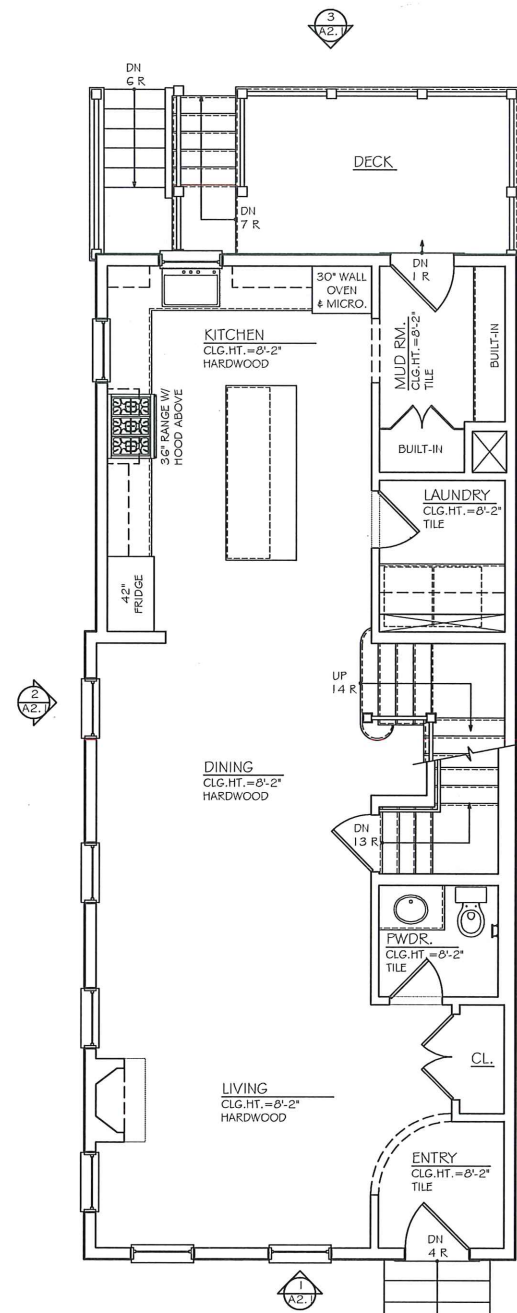 3
A2.1
DN
6 R
DECK
DN
7 R
DN
1 R
30" WALL
OVEN
& MICRO.
KITCHEN
CLG.HT.=8'-2"
HARDWOOD
MUD RM.
CLG.HT.=8'-2"
TILE
BUILT-IN
36" RANGE W/
HOOD ABOVE
BUILT-IN
LAUNDRY
CLG.HT.=8'-2"
TILE
42"
FRIDGE
UP
14 R
2
A2.1
DINING
CLG.HT.=8'-2"
HARDWOOD
DN
13 R
PWDR.
CLG.HT.=8'-2"
TILE
CL.
LIVING
CLG.HT.=8'-2"
HARDWOOD
ENTRY
CLG.HT.=8'-2"
TILE
DN
4 R
1
A2.1